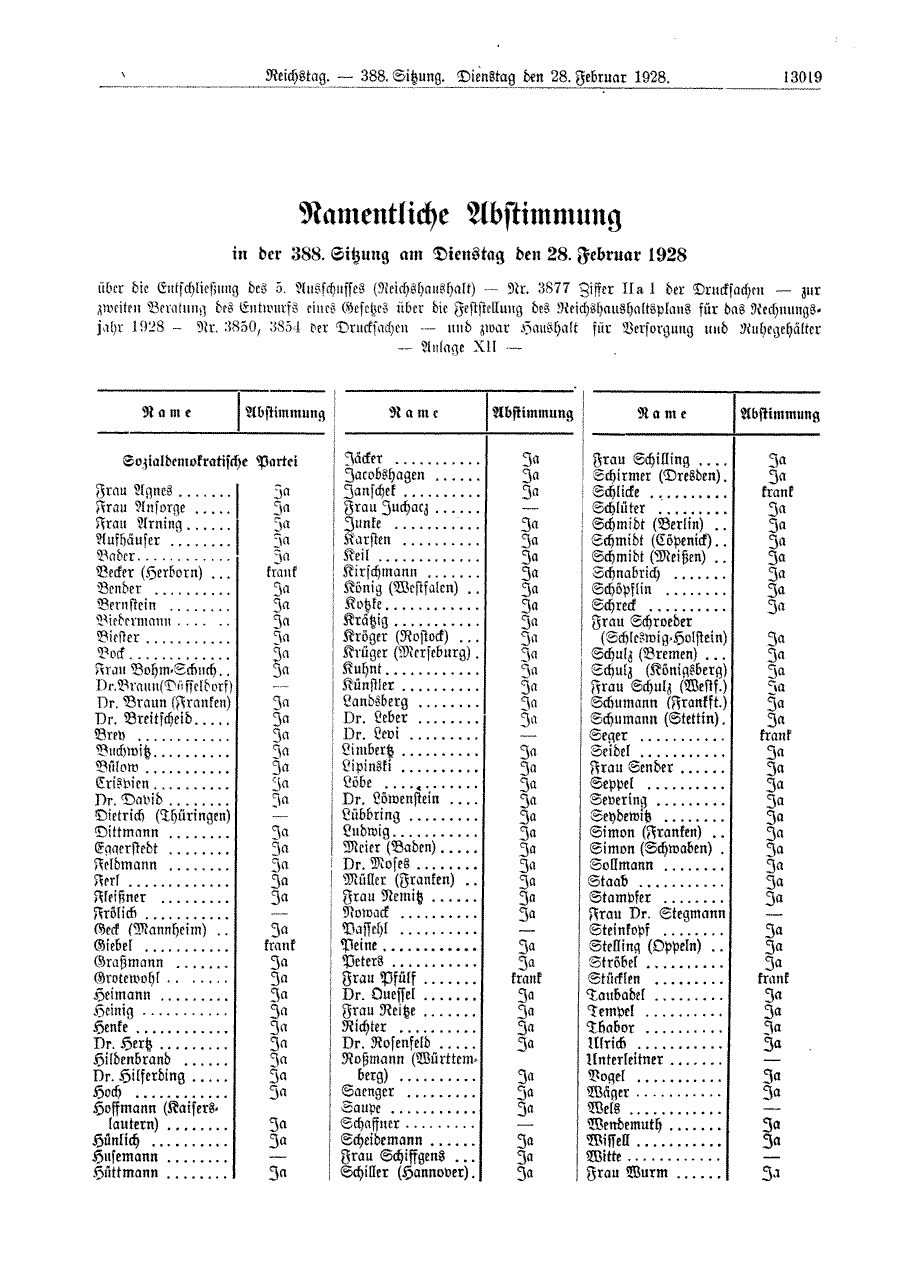 Reichstag. — 388. Sitzung. Dienstag den 28. Februar 1928. 13019
Namentliche Abstimmung
in der 388. Sitzung am Dienstag den 28. Februar 1928
über die Entschließung des 5. Ausschusses (Reichshaushalt) — Nr. 3877 Ziffer II a 1 der Drucksachen — zur
zweiten Beratung des Entwurfs eines Gesetzes über die Feststellung des Reichshaushaltsplans für das Rechnungs-
jahr 1928 – Nr. 3850, 3854 der Drucksachen — und zwar Haushalt für Versorgung und Ruhegehälter
— Anlage XII —
Name Abstimmung
Sozialdemokratische Partei
Frau Agnes ....... Ja
Frau Ansorge ..... Ja
Frau Arning...... Ja
Aufhäuser ........ Ja
Bader........... Ja
Becker (Herborn) ... krank
Bender .......... Ja
Bernstein ........ Ja
Biedermann .... .. Ja
Biester .......... Ja
Bock............ Ja
Frau Bohm-Schuch.. Ja
Dr. Braun (Düsseldorf) —
Dr. Braun (Franken) Ja
Dr. Breitscheid..... Ja
Brey ........... Ja
Buchwitz......... Ja
Bülow .......... Ja
Crispien......... Ja
Dr. David ........ Ja
Dietrich (Thüringen) —
Dittmann ........ Ja
Eggerstedt ........ Ja
Feldmann ........ Ja
Ferl ............ Ja
Fleißner ......... Ja
Frölich .......... —
Geck (Mannheim) .. Ja
Giebel .......... krank
Graßmann ....... Ja
Grotewohl .. ..... Ja
Heimann ........ Ja
Heinig .......... Ja
Henke ........... Ja
Dr. Hertz ........ Ja
Hildenbrand ...... Ja
Dr. Hilferding ..... Ja
Hoch ........... Ja
Hoffmann (Kaisers-
lautern) ........ Ja
Hünlich ......... Ja
Husemann ........ —
Hüttmann ....... Ja
Name Abstimmung
Jäcker ........... Ja
Jacobshagen ...... Ja
Janschek ......... Ja
Frau Juchacz ...... —
Junke .......... Ja
Karsten ......... Ja
Keil ............ Ja
Kirschmann ....... Ja
König (Westfalen) .. Ja
Kotzke............ Ja
Krätzig .......... Ja
Kröger (Rostock) ... Ja
Krüger (Merseburg) . Ja
Kuhnt........... Ja
Künstler ......... Ja
Landsberg ........ Ja
Dr. Leber ........ Ja
Dr. Levi ......... —
Limbertz ......... Ja
Lipinski ......... Ja
Löbe ........... Ja
Dr. Löwenstein .... Ja
Lübbring ........ Ja
Ludwig.......... Ja
Meier (Baden)..... Ja
Dr. Moses ........ Ja
Müller (Franken) .. Ja
Frau Nemitz ...... Ja
Nowack ......... Ja
Passehl .......... —
Peine ............ Ja
Peters .......... Ja
Frau Pfülf ....... krank
Dr. Quessel ....... Ja
Frau Reitze ....... Ja
Richter .......... Ja
Dr. Rosenfeld ..... Ja
Roßmann (Württem-
berg) .......... Ja
Saenger ......... Ja
Saupe ........... Ja
Schaffner ......... —
Scheidemann ...... Ja
Frau Schiffgens ... Ja
Schiller (Hannover) . Ja
Name Abstimmung
Frau Schilling .... Ja
Schirmer (Dresden) . Ja
Schlicke .......... krank
Schlüter ......... Ja
Schmidt (Berlin) .. Ja
Schmidt (Cöpenick).. Ja
Schmidt (Meißen) .. Ja
Schnabrich ....... Ja
Schöpflin ........ Ja
Schreck .......... Ja
Frau Schroeder
(Schleswig-Holstein) Ja
Schulz (Bremen) ... Ja
Schulz (Königsberg) Ja
Frau Schulz (Westf.) Ja
Schumann (Frankft.) Ja
Schumann (Stettin) . Ja
Seger ........... krank
Seidel ........... Ja
Frau Sender ...... Ja
Seppel .......... Ja
Severing ......... Ja
Seydewitz ........ Ja
Simon (Franken) .. Ja
Simon (Schwaben) . Ja
Sollmann ........ Ja
Staab ........... Ja
Stampfer ........ Ja
Frau Dr. Stegmann —
Steinkopf ........ Ja
Stelling (Oppeln) .. Ja
Ströbel .......... Ja
Stücklen ......... krank
Taubadel ......... Ja
Tempel .......... Ja
Thabor .......... Ja
Ulrich .......... Ja
Unterleitner ....... —
Vogel ........... Ja
Wäger ........... Ja
Wels ........... —
Wendemuth ....... Ja
Wissell ........... Ja
Witte ............ —
Frau Wurm ...... Ja